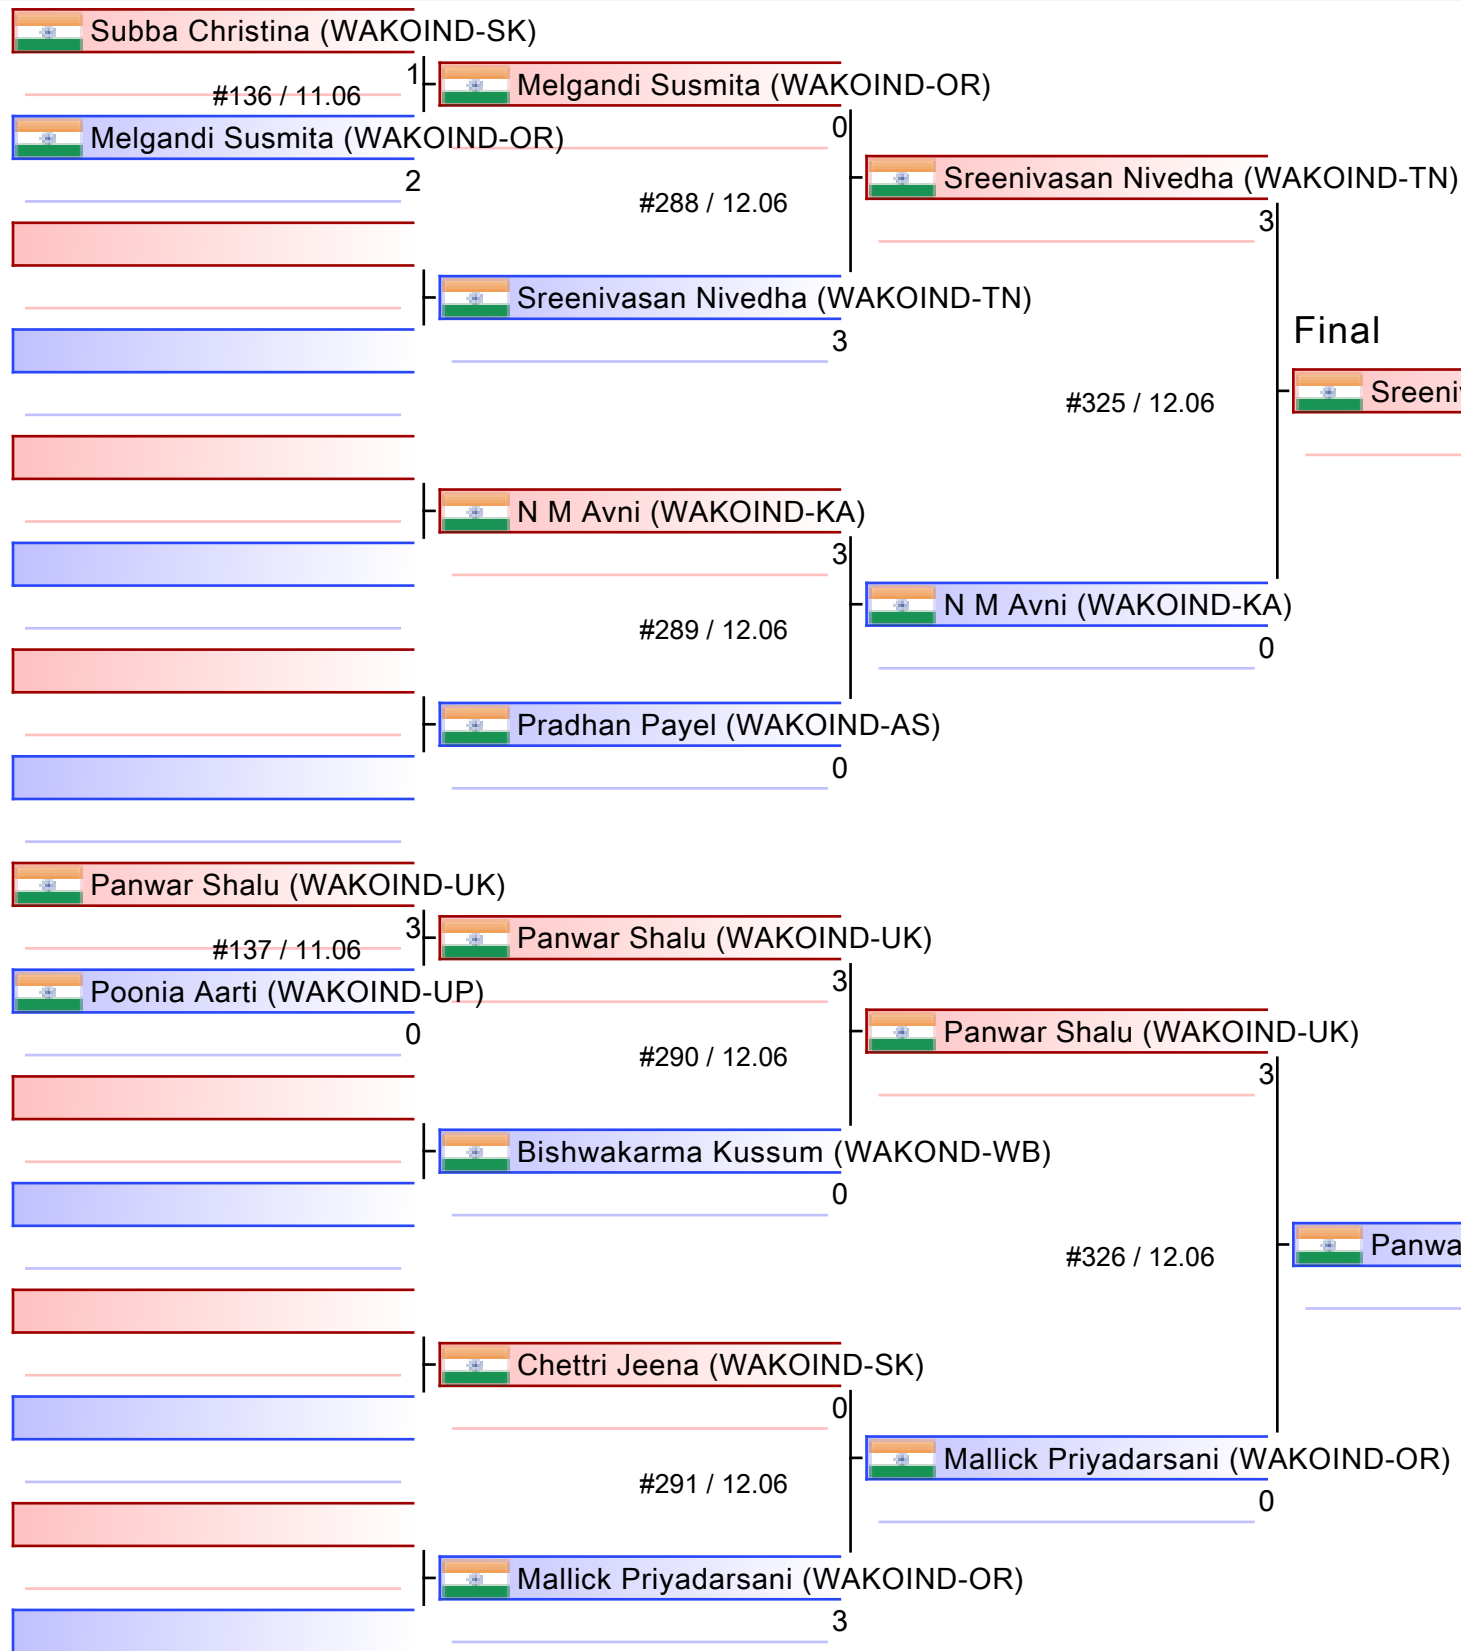 Subba Christina (WAKOIND-SK)
1
#136 / 11.06
Melgandi Susmita (WAKOIND-OR)
2
Melgandi Susmita (WAKOIND-OR)
0
#288 / 12.06
Sreenivasan Nivedha (WAKOIND-TN)
3
Sreenivasan Nivedha (WAKOIND-TN)
3
#325 / 12.06
Final
N M Avni (WAKOIND-KA)
3
#289 / 12.06
Pradhan Payel (WAKOIND-AS)
0
N M Avni (WAKOIND-KA)
0
Panwar Shalu (WAKOIND-UK)
3
#137 / 11.06
Poonia Aarti (WAKOIND-UP)
0
Panwar Shalu (WAKOIND-UK)
3
#290 / 12.06
Bishwakarma Kussum (WAKOND-WB)
0
Panwar Shalu (WAKOIND-UK)
3
#326 / 12.06
Chettri Jeena (WAKOIND-SK)
0
#291 / 12.06
Mallick Priyadarsani (WAKOIND-OR)
3
Mallick Priyadarsani (WAKOIND-OR)
0